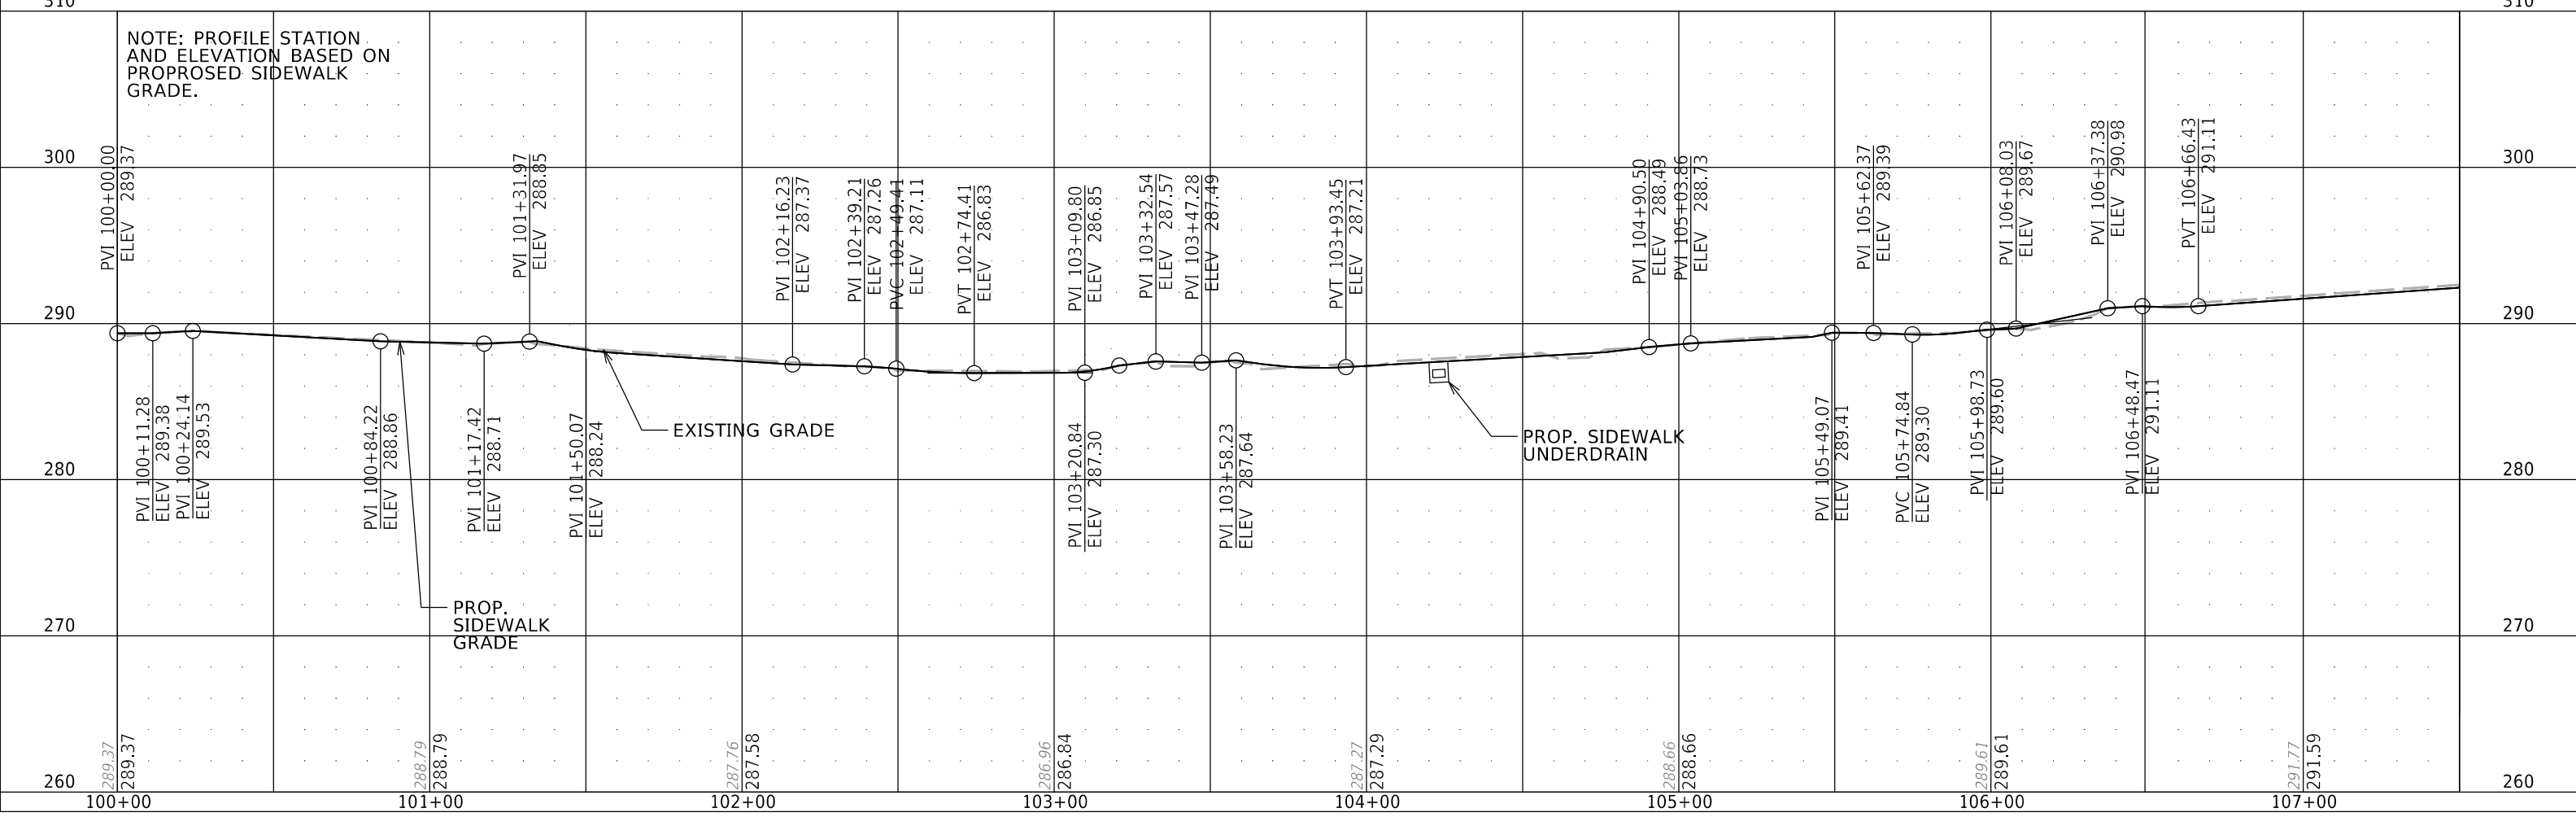 310
310
NOTE: PROFILE STATION
AND ELEVATION BASED ON
PROPROSED SIDEWALK
GRADE.
300
300
PVI 100+00.00
ELEV 289.37
PVI 101+31.97
ELEV 288.85
PVI 102+16.23
ELEV 287.37
PVI 102+39.21
ELEV 287.26
PVC 102+49.41
ELEV 287.11
PVT 102+74.41
ELEV 286.83
PVI 103+09.80
ELEV 286.85
PVI 103+32.54
ELEV 287.57
PVI 103+47.28
ELEV 287.49
PVT 103+93.45
ELEV 287.21
PVI 104+90.50
ELEV 288.49
PVI 105+03.86
ELEV 288.73
PVI 105+62.37
ELEV 289.39
PVI 106+08.03
ELEV 289.67
PVI 106+37.38
ELEV 290.98
PVT 106+66.43
ELEV 291.11
290
290
PVI 100+11.28
ELEV 289.38
PVI 100+24.14
ELEV 289.53
PVI 100+84.22
ELEV 288.86
PVI 101+17.42
ELEV 288.71
PVI 101+50.07
ELEV 288.24
EXISTING GRADE
PVI 103+20.84
ELEV 287.30
PVI 103+58.23
ELEV 287.64
PROP. SIDEWALK
UNDERDRAIN
PVI 105+49.07
ELEV 289.41
PVC 105+74.84
ELEV 289.30
PVI 105+98.73
ELEV 289.60
PVI 106+48.47
ELEV 291.11
280
280
PROP.
SIDEWALK
GRADE
270
270
289.37
289.37
288.79
288.79
287.76
287.58
286.96
286.84
287.27
287.29
288.66
288.66
289.61
289.61
291.77
291.59
260
260
100+00
101+00
102+00
103+00
104+00
105+00
106+00
107+00